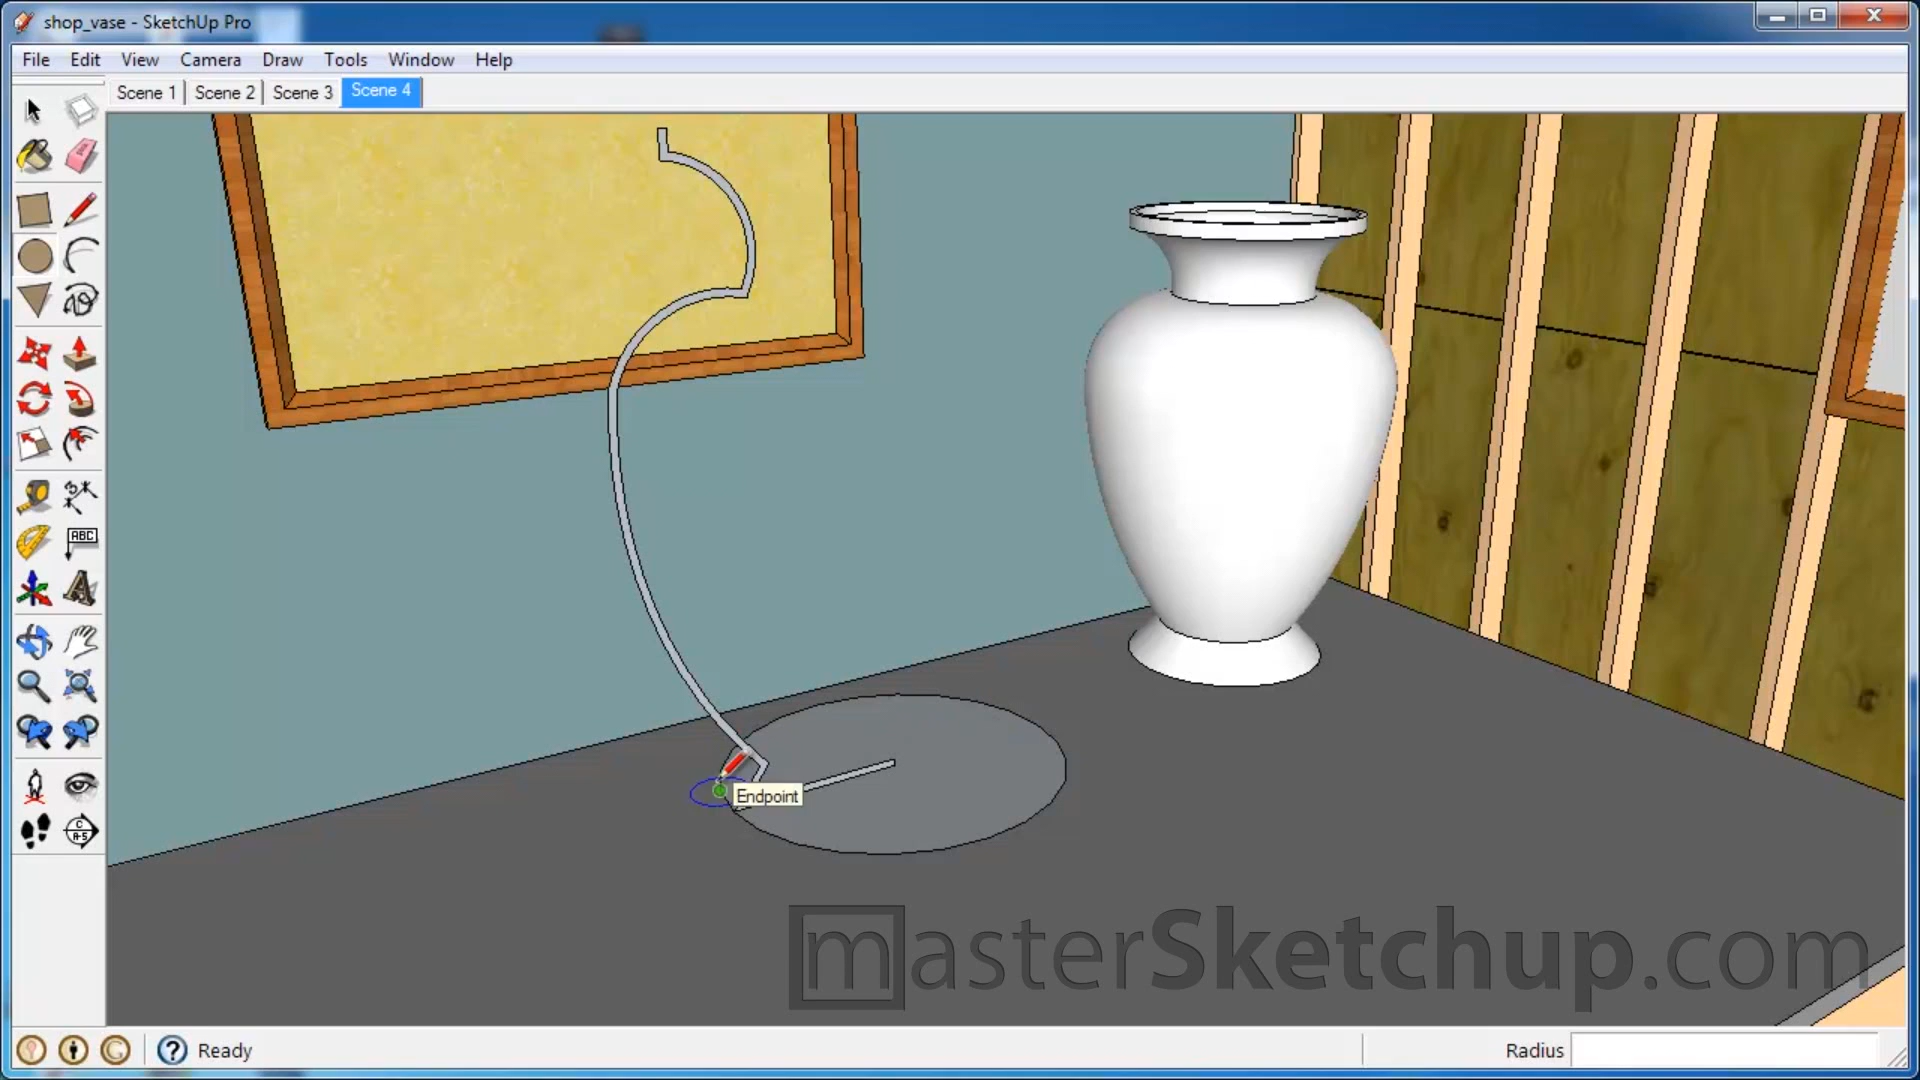 shop_vase - SketchUp Pro
File Edit View Camera Draw Tools Window Help
Scene 1 Scene 2 Scene 3 Scene 4
ABC
C
A-5
Endpoint
masterSketchup.com
Ready
Radius